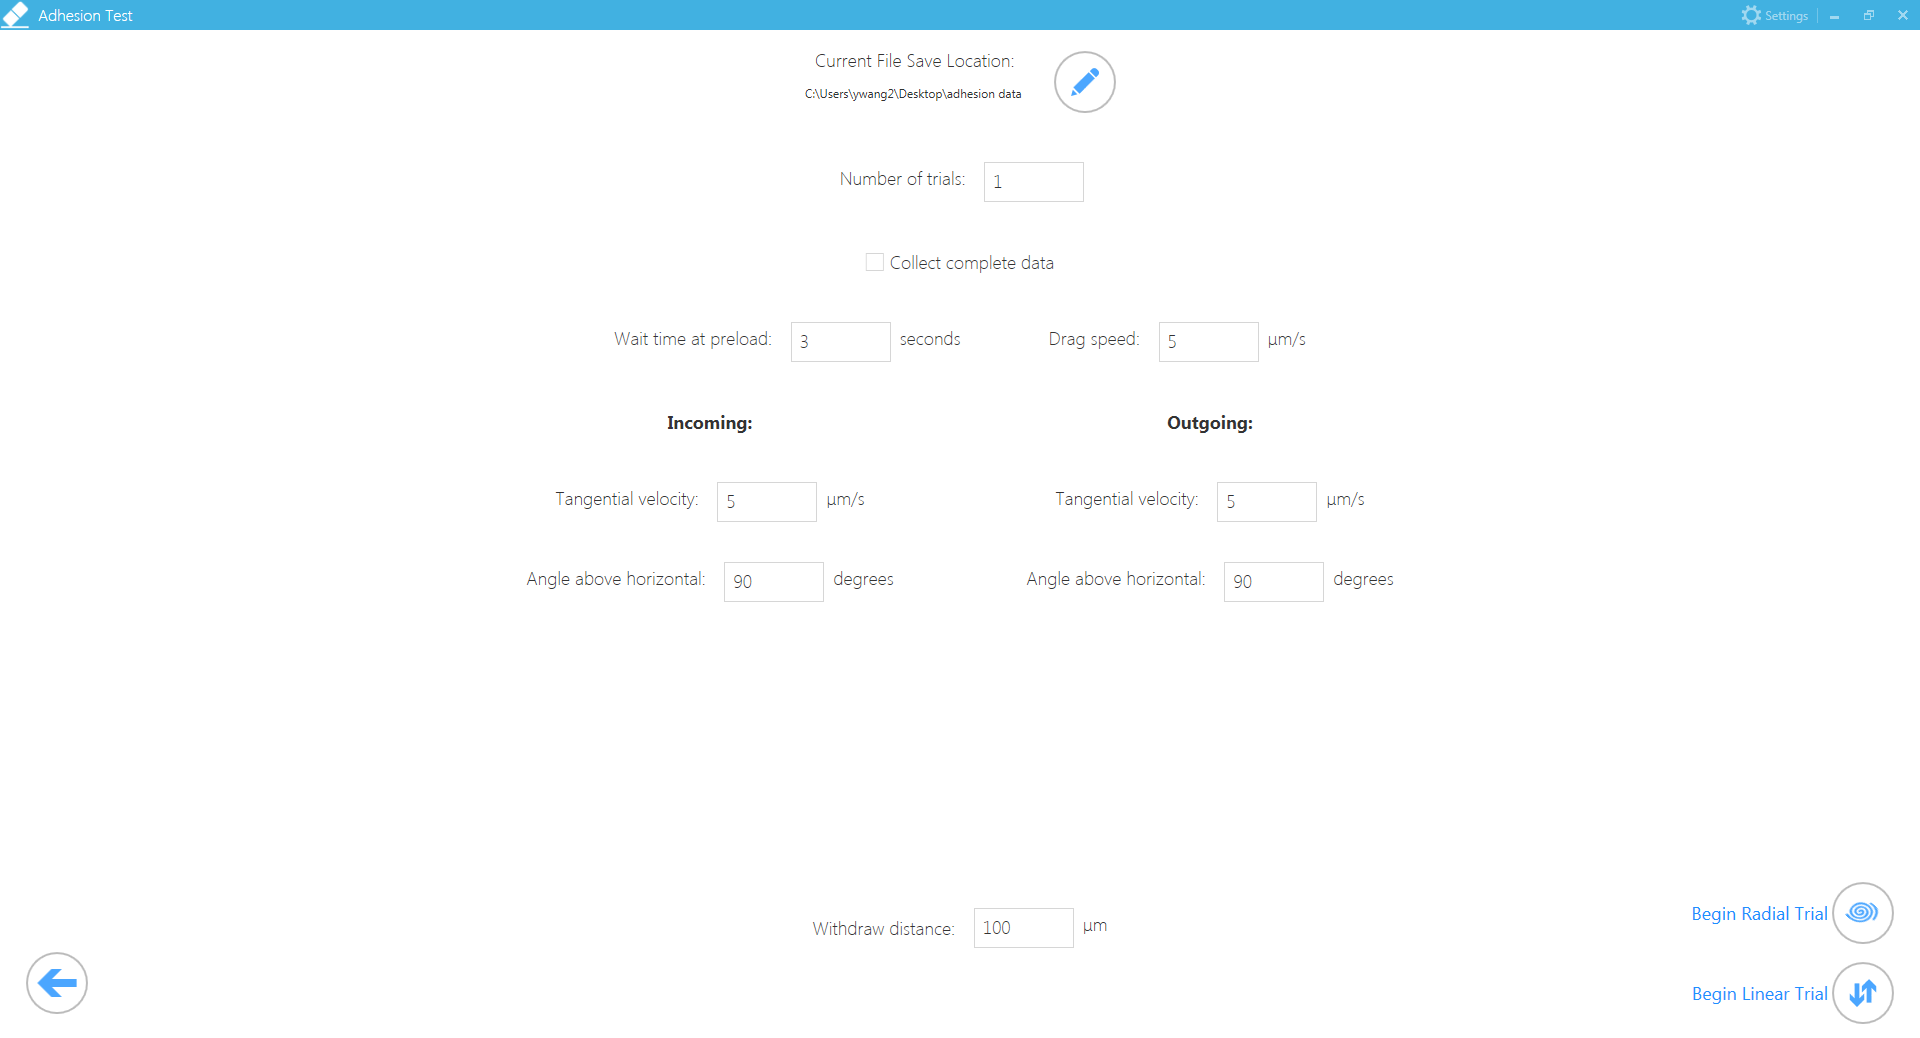 Adhesion Test
Settings
Current File Save Location:
C:\Users\ywang2\Desktop\adhesion data
Number of trials: 1
Collect complete data
Wait time at preload: 3 seconds Drag speed: 5 µm/s
Incoming: Outgoing:
Tangential velocity: 5 µm/s Tangential velocity: 5 µm/s
Angle above horizontal: 90 degrees Angle above horizontal: 90 degrees
Withdraw distance: 100 µm
Begin Radial Trial
Begin Linear Trial